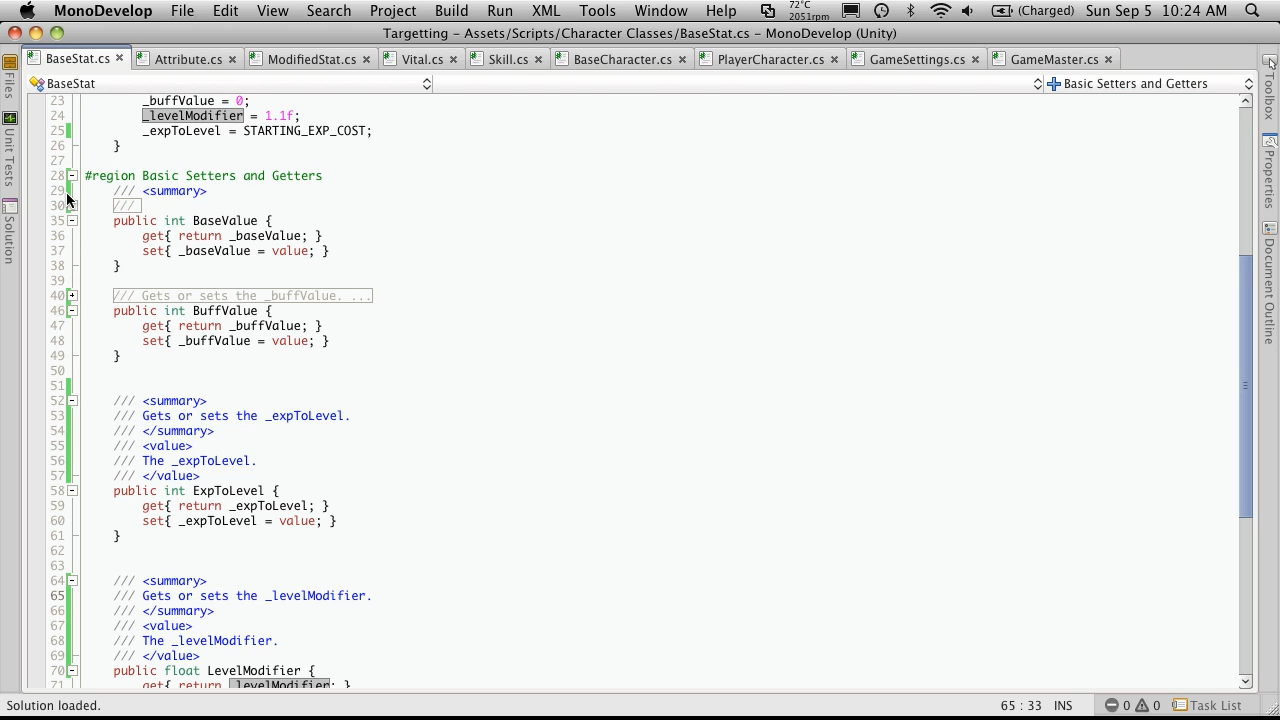 MonoDevelop File Edit View Search Project Build Run XML Tools Window Help 72°C 2051rpm (Charged) Sun Sep 5 10:24 AM
Targetting - Assets/Scripts/Character Classes/BaseStat.cs - MonoDevelop (Unity)
BaseStat.cs Attribute.cs ModifiedStat.cs Vital.cs Skill.cs BaseCharacter.cs PlayerCharacter.cs GameSettings.cs GameMaster.cs
BaseStat Basic Setters and Getters
Files
Unit Tests
Solution
23 _buffValue = 0;
24 _levelModifier = 1.1f;
25 _expToLevel = STARTING_EXP_COST;
26 }
27
28 #region Basic Setters and Getters
29 /// <summary>
30 ///
35 public int BaseValue {
36 get{ return _baseValue; }
37 set{ _baseValue = value; }
38 }
39
40 /// Gets or sets the _buffValue. ...
46 public int BuffValue {
47 get{ return _buffValue; }
48 set{ _buffValue = value; }
49 }
50
51
52 /// <summary>
53 /// Gets or sets the _expToLevel.
54 /// </summary>
55 /// <value>
56 /// The _expToLevel.
57 /// </value>
58 public int ExpToLevel {
59 get{ return _expToLevel; }
60 set{ _expToLevel = value; }
61 }
62
63
64 /// <summary>
65 /// Gets or sets the _levelModifier.
66 /// </summary>
67 /// <value>
68 /// The _levelModifier.
69 /// </value>
70 public float LevelModifier {
71 get{ return _levelModifier; }
Toolbox
Properties
Document Outline
Solution loaded. 65 : 33 INS 0 0 Task List